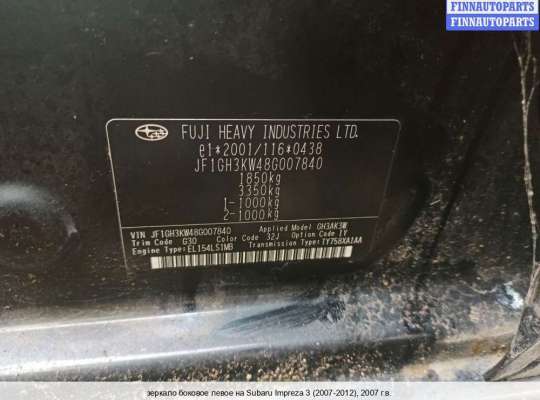 FINNAUTOPARTS
FINNAUTOPARTS
FUJI HEAVY INDUSTRIES LTD.
e1*2001/116*0438
JF1GH3KW48G007840
1850kg
3350kg
1-1000kg
2-1000kg
VIN JF1GH3KW48G007840 Applied Model GH3AK3W
Trim Code G30 Color Code 32J Option Code IY
Engine Type: EL154LS1MB Transmission Type: TY758XA1AA
зеркало боковое левое на Subaru Impreza 3 (2007-2012), 2007 г.в.